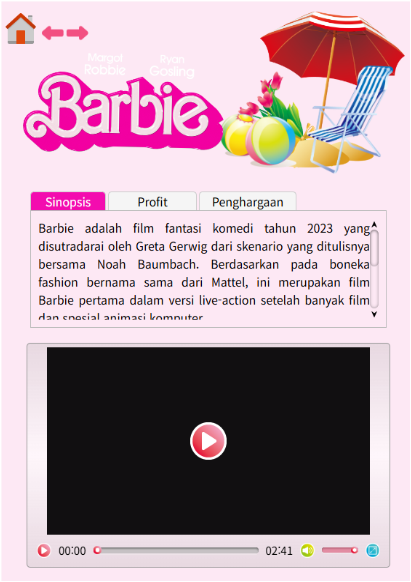 Margot
Robbie
Ryan
Gosling
Barbie
Sinopsis
Profit
Penghargaan
Barbie adalah film fantasi komedi tahun 2023 yang
disutradarai oleh Greta Gerwig dari skenario yang ditulisnya
bersama Noah Baumbach. Berdasarkan pada boneka
fashion bernama sama dari Mattel, ini merupakan film
Barbie pertama dalam versi live-action setelah banyak film
dan spesial animasi komputer
00:00
02:41